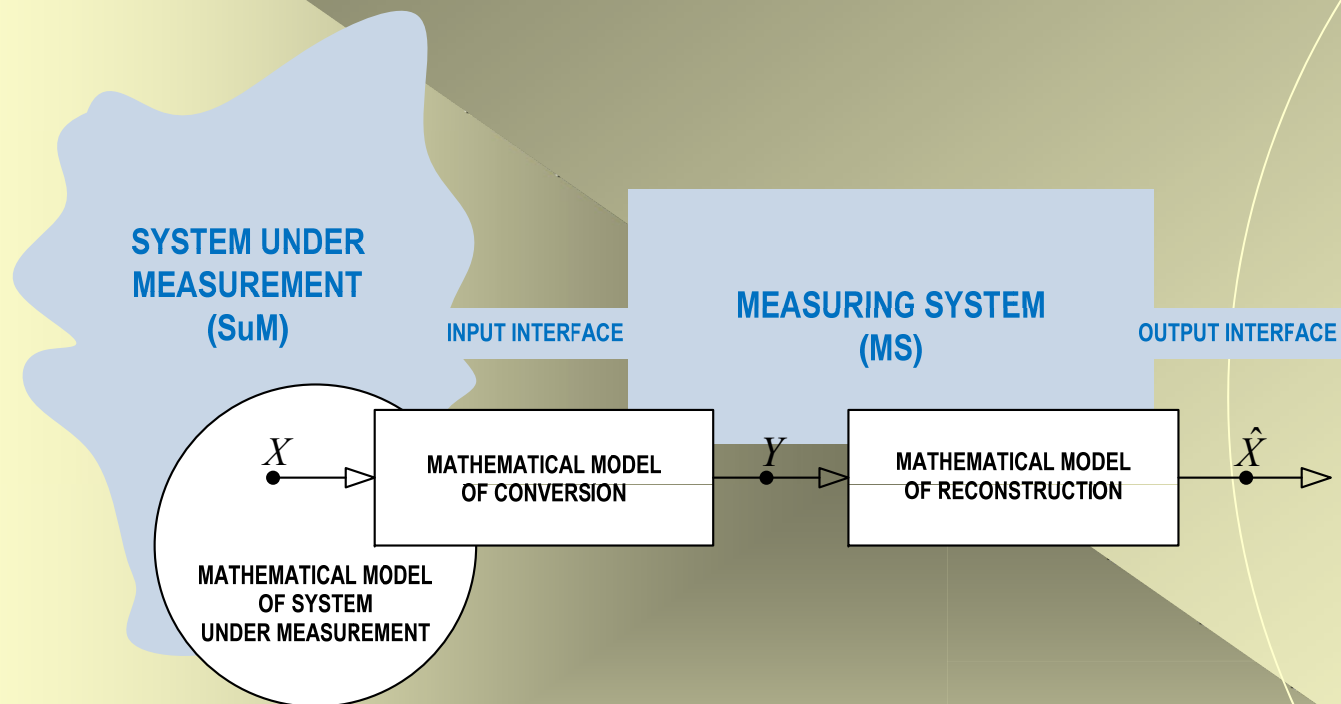 SYSTEM UNDER
MEASUREMENT
(SuM)
INPUT INTERFACE
MEASURING SYSTEM
(MS)
OUTPUT INTERFACE
X
MATHEMATICAL MODEL
OF CONVERSION
Y
MATHEMATICAL MODEL
OF RECONSTRUCTION
X̂
MATHEMATICAL MODEL
OF SYSTEM
UNDER MEASUREMENT